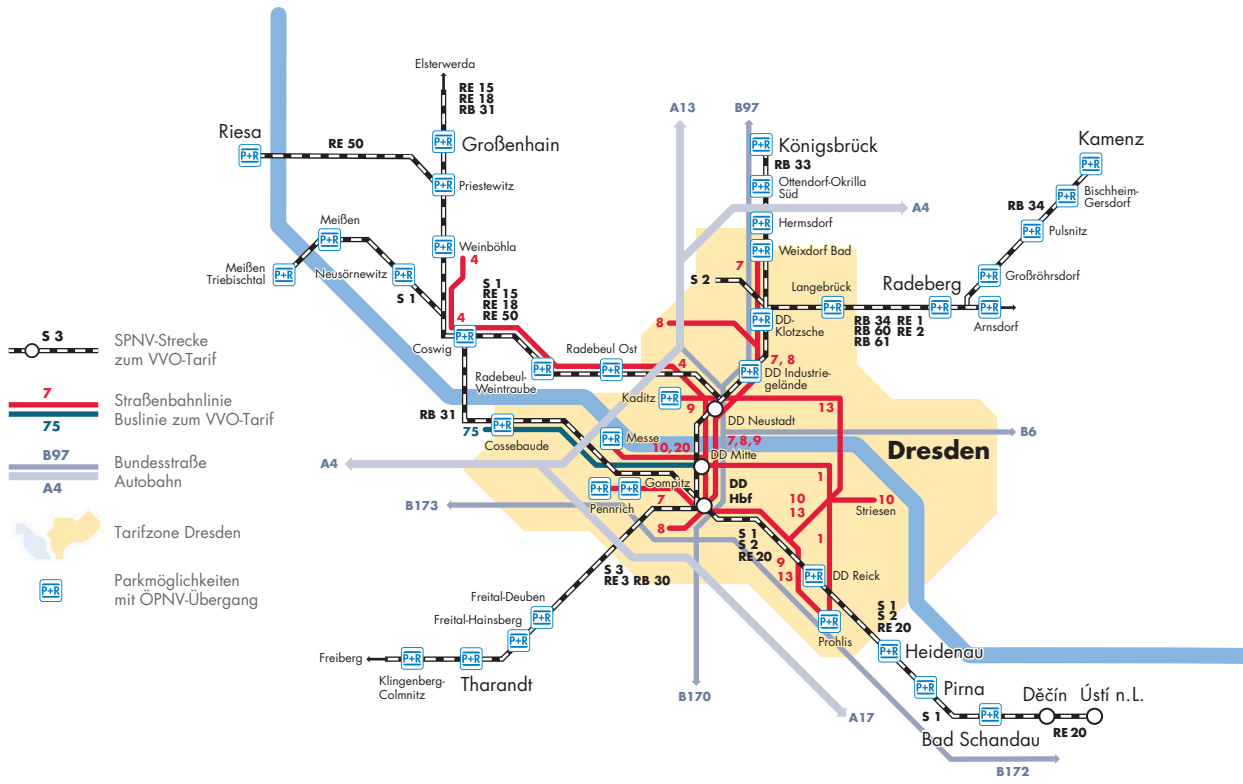 Elsterwerda
RE 15
RE 18
RB 31
A13
B97
Riesa
P+R
RE 50
P+R
Großenhain
P+R
Priestewitz
P+R
Königsbrück
RB 33
P+R
Ottendorf-Okrilla
Süd
A4
Kamenz
P+R
P+R
Bischheim-
Gersdorf
RB 34
P+R
Pulsnitz
Meißen
P+R
P+R
Weinböhla
4
P+R
Hermsdorf
P+R
Weixdorf Bad
7
Meißen
Triebischtal
P+R
Neusörnewitz
P+R
S 1
S 1
RE 15
RE 18
RE 50
S 2
Langebrück
P+R
Radeberg
P+R
P+R
Großröhrsdorf
P+R
Arnsdorf
RB 34
RB 60
RB 61
RE 1
RE 2
4
P+R
Coswig
8
P+R
DD-
Klotzsche
S 3
SPNV-Strecke
zum VVO-Tarif
Radebeul Ost
P+R
P+R
Radebeul-
Weintraube
4
7, 8
P+R
DD Industrie-
gelände
7
Straßenbahnlinie
75
Buslinie zum VVO-Tarif
RB 31
P+R
75
Cossebaude
Kaditz
P+R
9
DD Neustadt
13
P+R
Messe
10, 20
7,8,9
DD Mitte
B6
Dresden
B97
Bundesstraße
A4
Autobahn
A4
Gompitz
P+R
P+R
Pennrich
DD
Hbf
1
B173
7
8
10
13
10
Striesen
Tarifzone Dresden
S 1
S 2
RE 20
1
9
13
P+R
DD Reick
P+R
Parkmöglichkeiten
mit ÖPNV-Übergang
S 3
RE 3 RB 30
Freital-Deuben
P+R
Freital-Hainsberg
P+R
P+R
Prohlis
S 1
S 2
RE 20
Freiberg
P+R
Klingenberg-
Colmnitz
P+R
Tharandt
P+R
Heidenau
B170
P+R
Pirna
A17
S 1
P+R
Bad Schandau
Děčín
Ústí n.L.
RE 20
B172